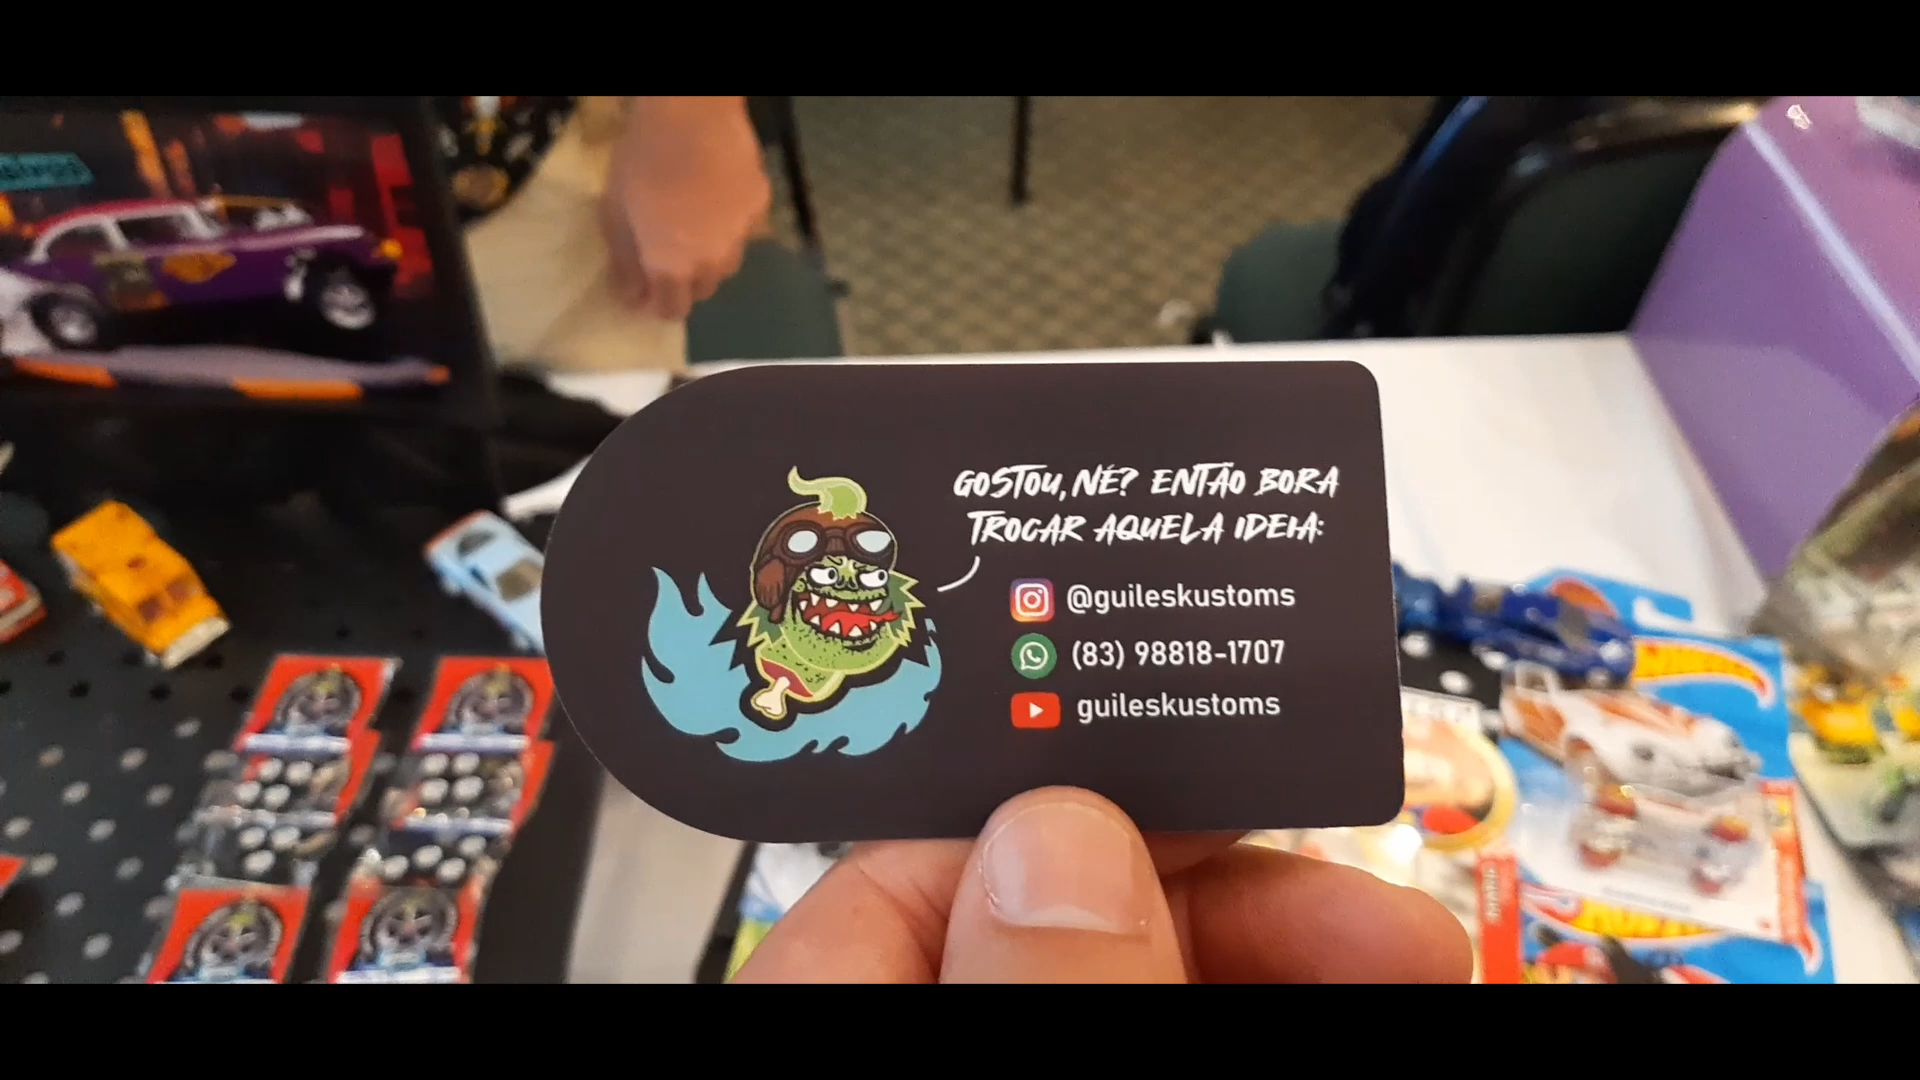 GOSTOU, NÉ? ENTÃO BORA
TROCAR AQUELA IDEIA:
@guileskustoms
(83) 98818-1707
guileskustoms